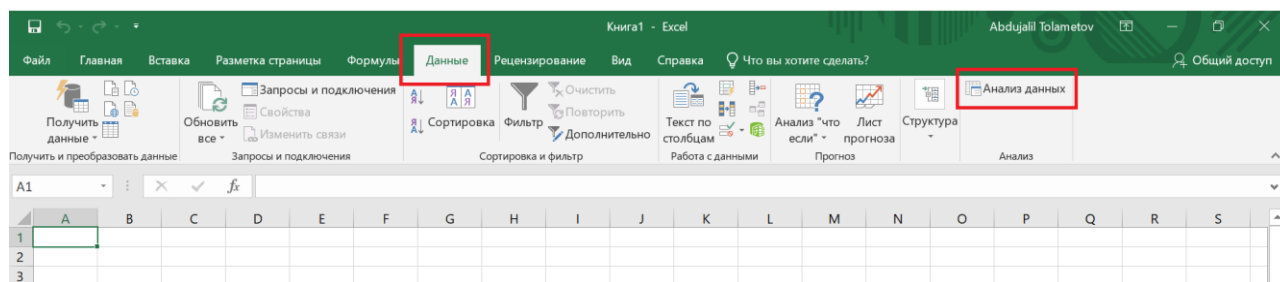 Книга1 - Excel
Abdujalil Tolametov
Файл Главная Вставка Разметка страницы Формулы Данные Рецензирование Вид Справка Что вы хотите сделать? Общий доступ
Получить данные
Обновить все
Запросы и подключения
Свойства
Изменить связи
Сортировка
Фильтр
Очистить
Повторить
Дополнительно
Текст по столбцам
Анализ "что если"
Лист прогноза
Структура
Анализ данных
Получить и преобразовать данные Запросы и подключения Сортировка и фильтр Работа с данными Прогноз Анализ
A1 fx
A B C D E F G H I J K L M N O P Q R S
1
2
3